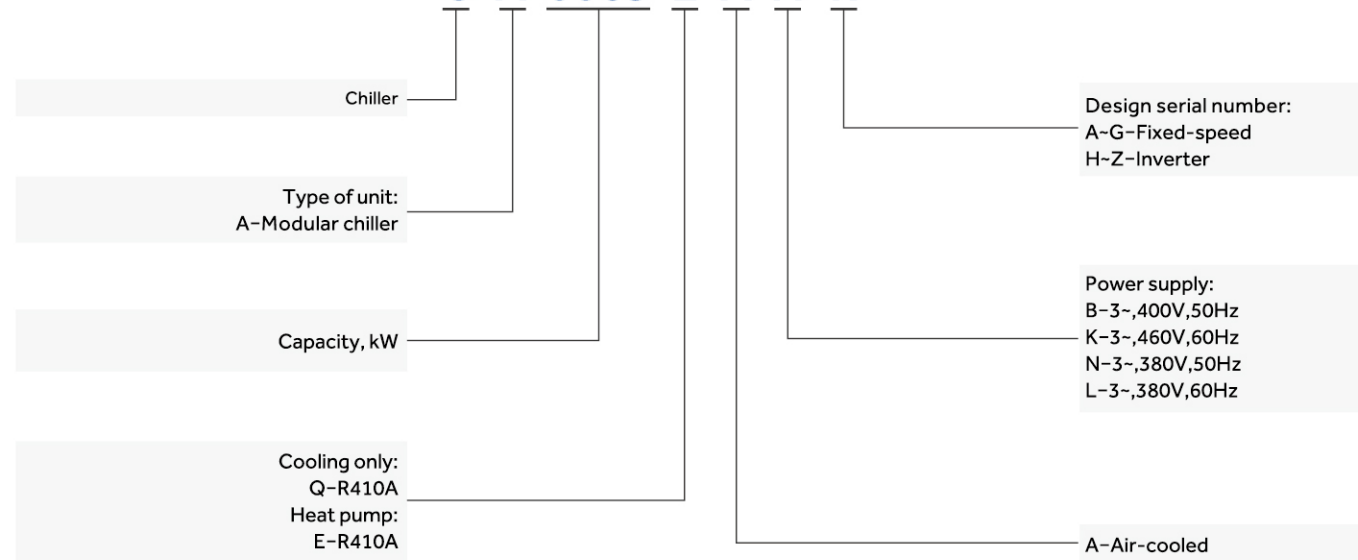 Chiller
Type of unit:
A-Modular chiller
Capacity, kW
Cooling only:
Q-R410A
Heat pump:
E-R410A
Design serial number:
A~G-Fixed-speed
H~Z-Inverter
Power supply:
B-3~,400V,50Hz
K-3~,460V,60Hz
N-3~,380V,50Hz
L-3~,380V,60Hz
A-Air-cooled